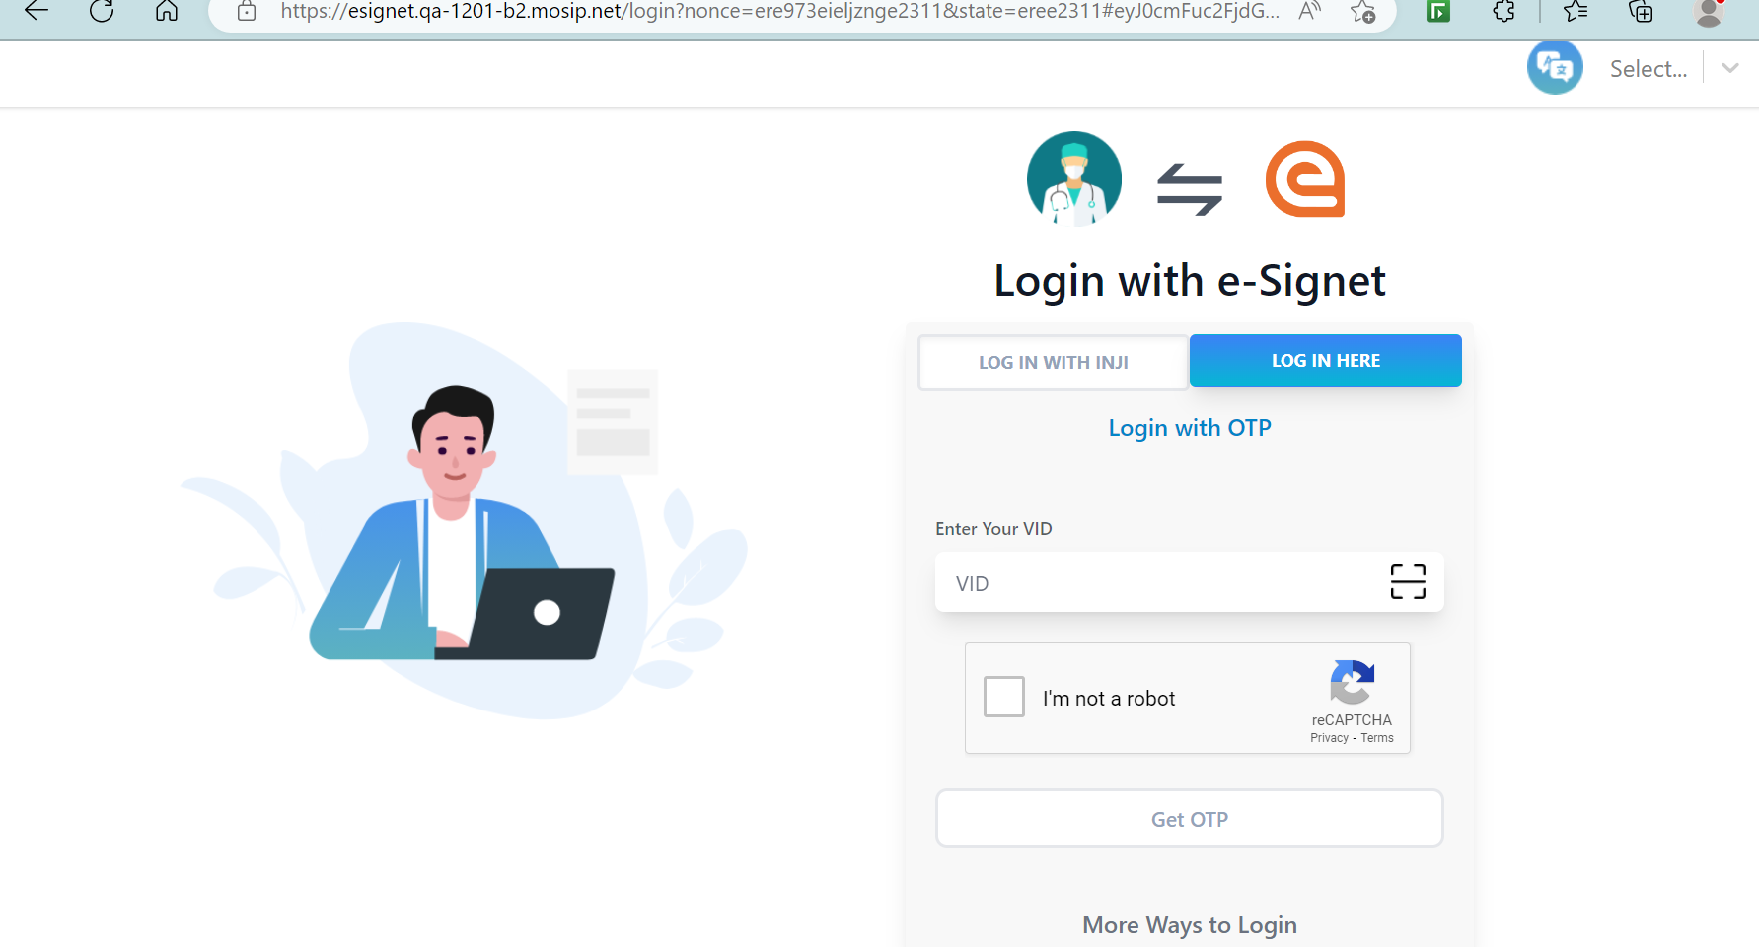 https://esignet.qa-1201-b2.mosip.net/login?nonce=ere973eieljznge2311&state=eree2311#eyJ0cmFuc2FjdG...
Select...
Login with e-Signet
LOG IN WITH INJI
LOG IN HERE
Login with OTP
Enter Your VID
VID
I'm not a robot
reCAPTCHA
Privacy - Terms
Get OTP
More Ways to Login